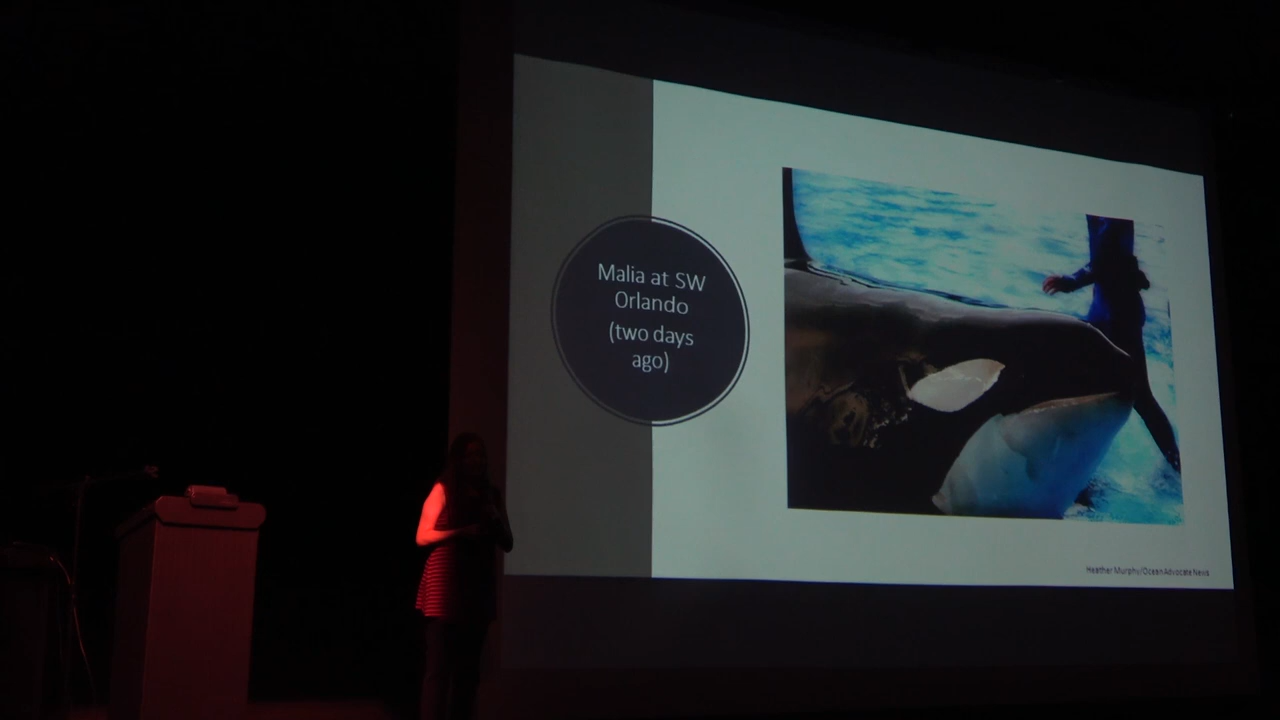 Malia at SW
Orlando
(two days
ago)
Heather Murphy/Ocean Advocate News